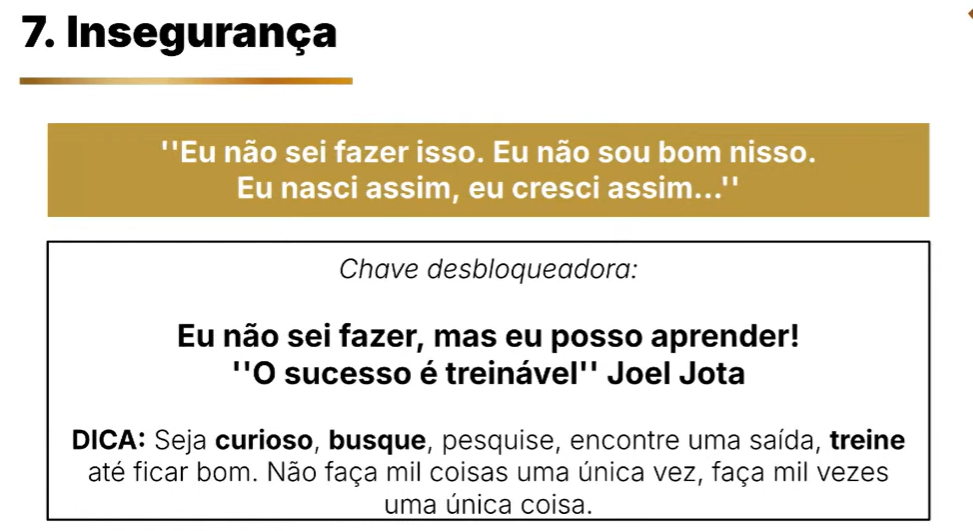 7. Insegurança
''Eu não sei fazer isso. Eu não sou bom nisso.
Eu nasci assim, eu cresci assim...''
Chave desbloqueadora:
Eu não sei fazer, mas eu posso aprender!
''O sucesso é treinável'' Joel Jota
DICA: Seja curioso, busque, pesquise, encontre uma saída, treine
até ficar bom. Não faça mil coisas uma única vez, faça mil vezes
uma única coisa.